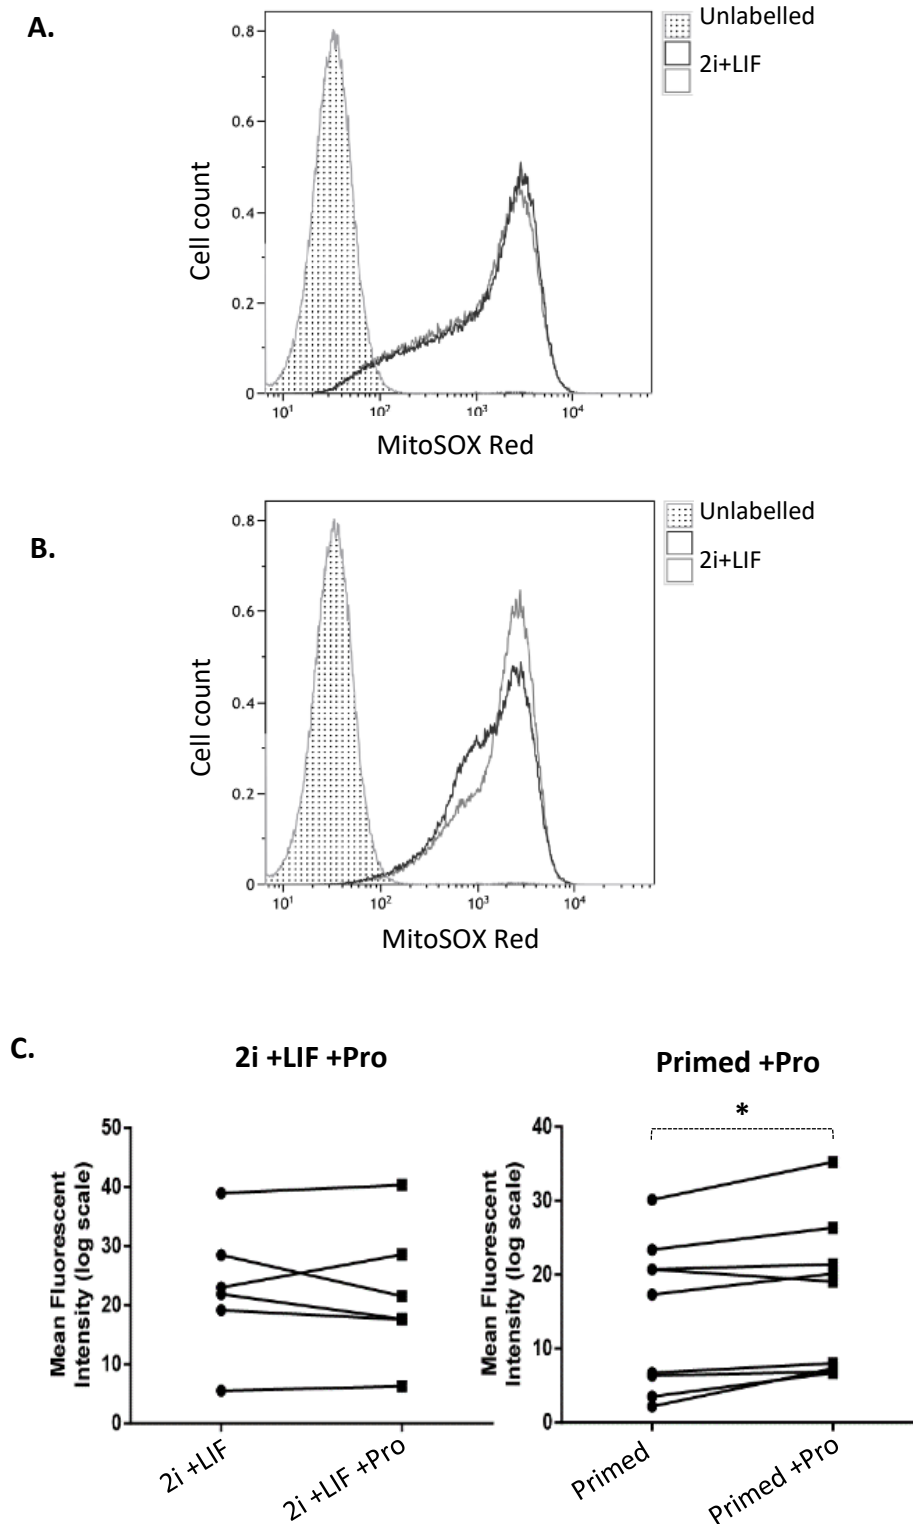 A.
Unlabelled
2i+LIF
0.8
0.6
0.4
0.2
0
Cell count
10¹ 10² 10³ 10⁴
MitoSOX Red
B.
Unlabelled
2i+LIF
0.8
0.6
0.4
0.2
0
Cell count
10¹ 10² 10³ 10⁴
MitoSOX Red
C.
2i +LIF +Pro
Mean Fluorescent
Intensity (log scale)
50
40
30
20
10
0
2i +LIF
2i +LIF +Pro
Primed +Pro
*
Mean Fluorescent
Intensity (log scale)
40
30
20
10
0
Primed
Primed +Pro